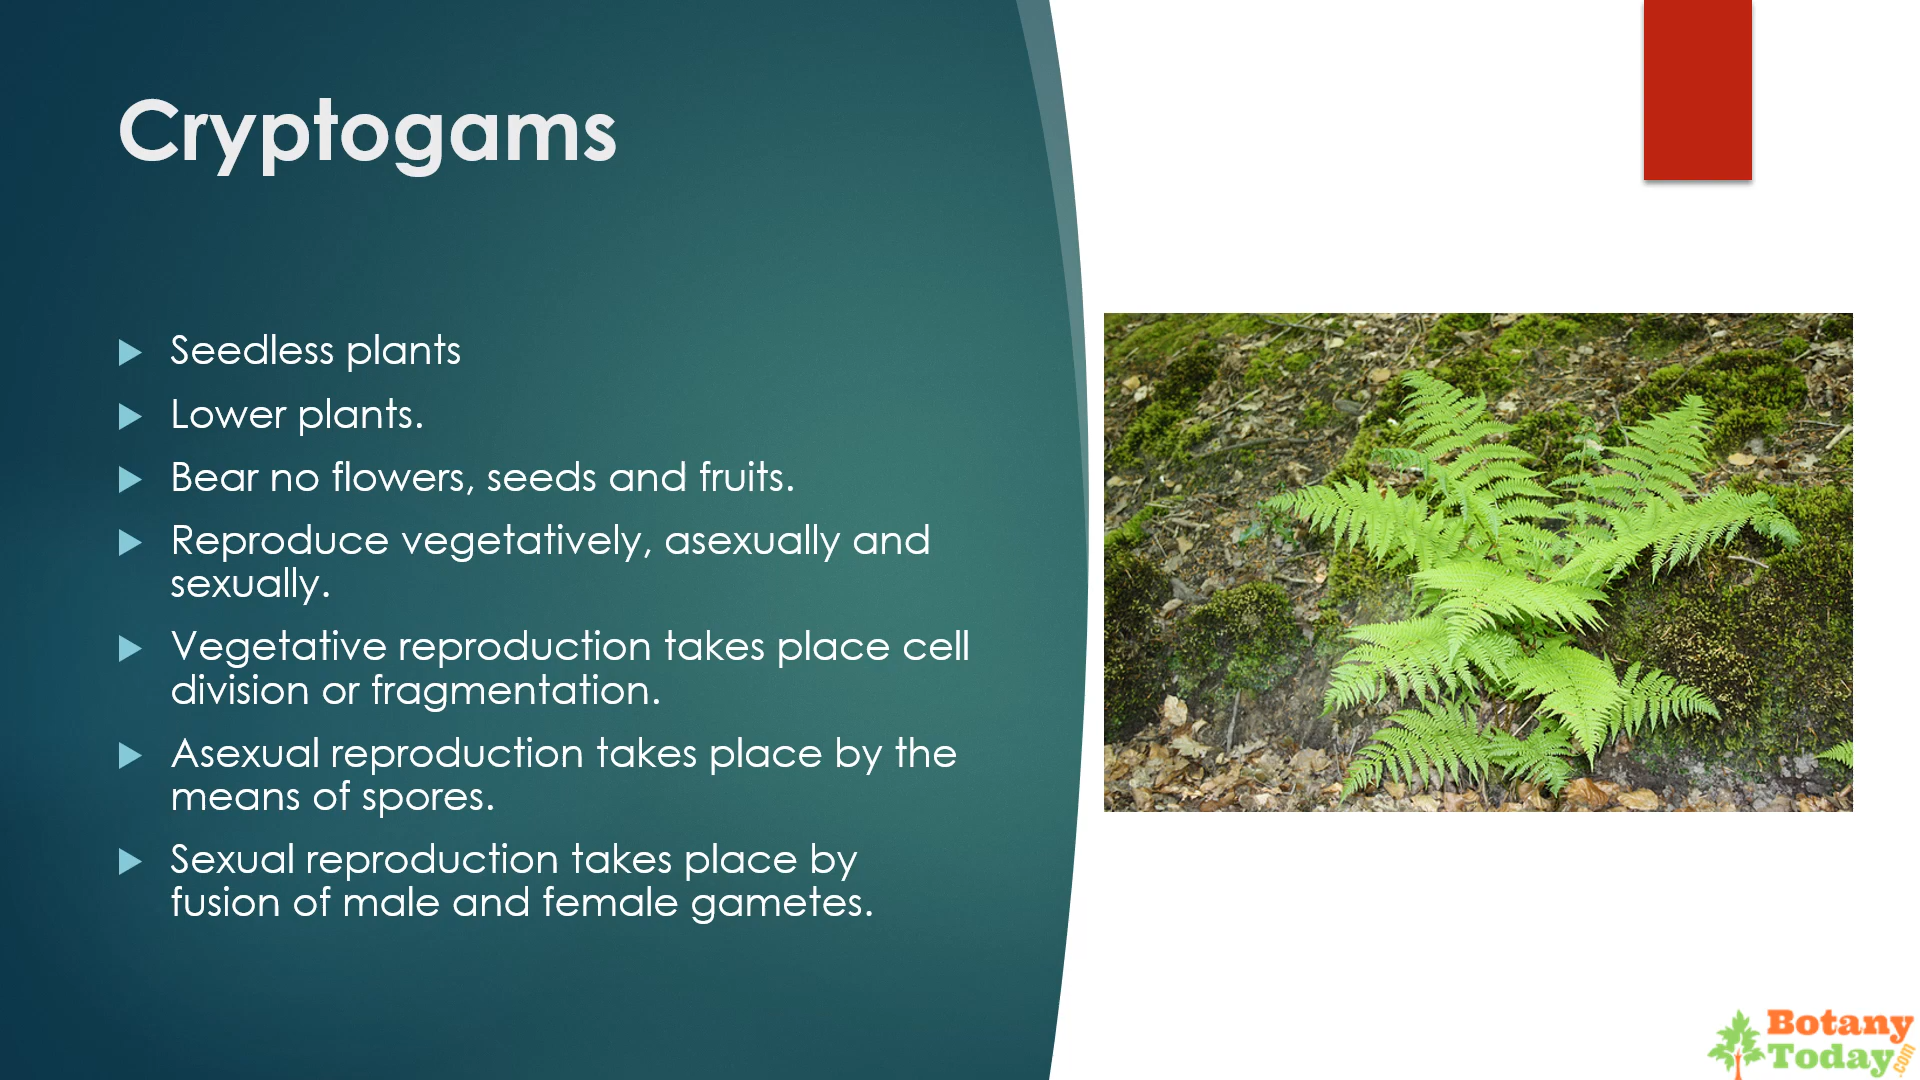 Cryptogams
Seedless plants
Lower plants.
Bear no flowers, seeds and fruits.
Reproduce vegetatively, asexually and
sexually.
Vegetative reproduction takes place cell
division or fragmentation.
Asexual reproduction takes place by the
means of spores.
Sexual reproduction takes place by
fusion of male and female gametes.
Botany
Today.com